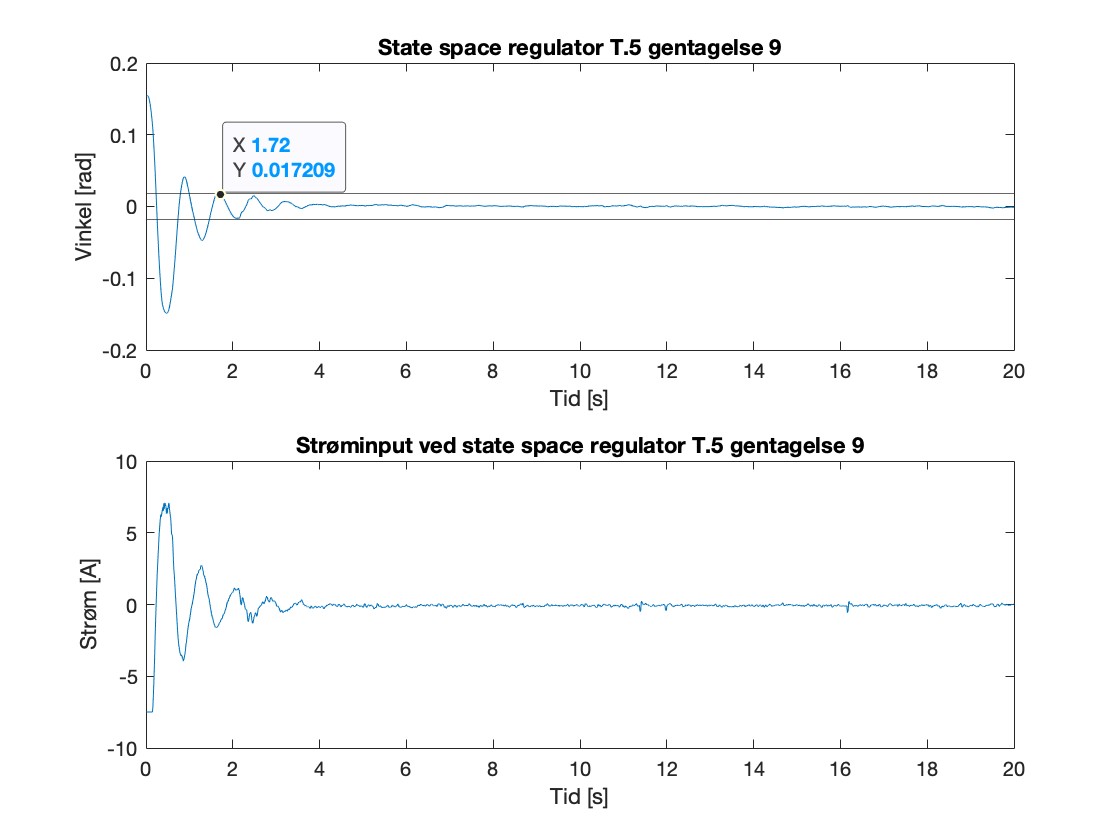 State space regulator T.5 gentagelse 9
0.2
0.1
0
-0.1
-0.2
Vinkel [rad]
X 1.72
Y 0.017209
0 2 4 6 8 10 12 14 16 18 20
Tid [s]
Strøminput ved state space regulator T.5 gentagelse 9
10
5
0
-5
-10
Strøm [A]
0 2 4 6 8 10 12 14 16 18 20
Tid [s]